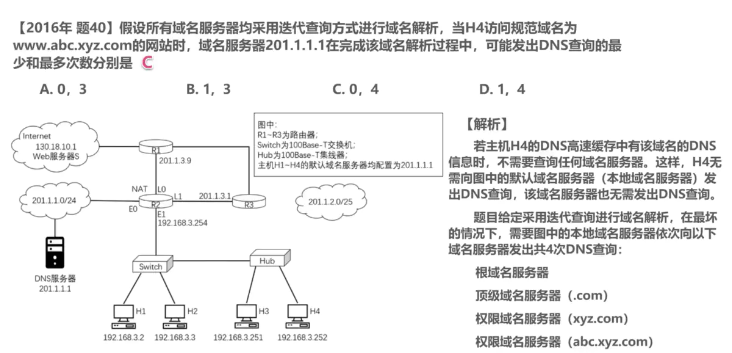 【2016年 题40】假设所有域名服务器均采用迭代查询方式进行域名解析，当H4访问规范域名为
www.abc.xyz.com的网站时，域名服务器201.1.1.1在完成该域名解析过程中，可能发出DNS查询的最
少和最多次数分别是 C
A. 0，3 B. 1，3 C. 0，4 D. 1，4
Internet
130.18.10.1
Web服务器S
R1
201.1.3.9
图中：
R1~R3为路由器；
Switch为100Base-T交换机；
Hub为100Base-T集线器；
主机H1~H4的默认域名服务器均配置为201.1.1.1
NAT
L0
201.1.1.0/24
E0
R2
L1
201.1.3.1
R3
201.1.2.0/25
E1
192.168.3.254
DNS服务器
201.1.1.1
Switch
Hub
H1
H2
H3
H4
192.168.3.2
192.168.3.3
192.168.3.251
192.168.3.252
【解析】
若主机H4的DNS高速缓存中有该域名的DNS
信息时，不需要查询任何域名服务器。这样，H4无
需向图中的默认域名服务器（本地域名服务器）发
出DNS查询，该域名服务器也无需发出DNS查询。
题目给定采用迭代查询进行域名解析，在最坏
的情况下，需要图中的本地域名服务器依次向以下
域名服务器发出共4次DNS查询：
根域名服务器
顶级域名服务器（.com）
权限域名服务器（xyz.com）
权限域名服务器（abc.xyz.com）